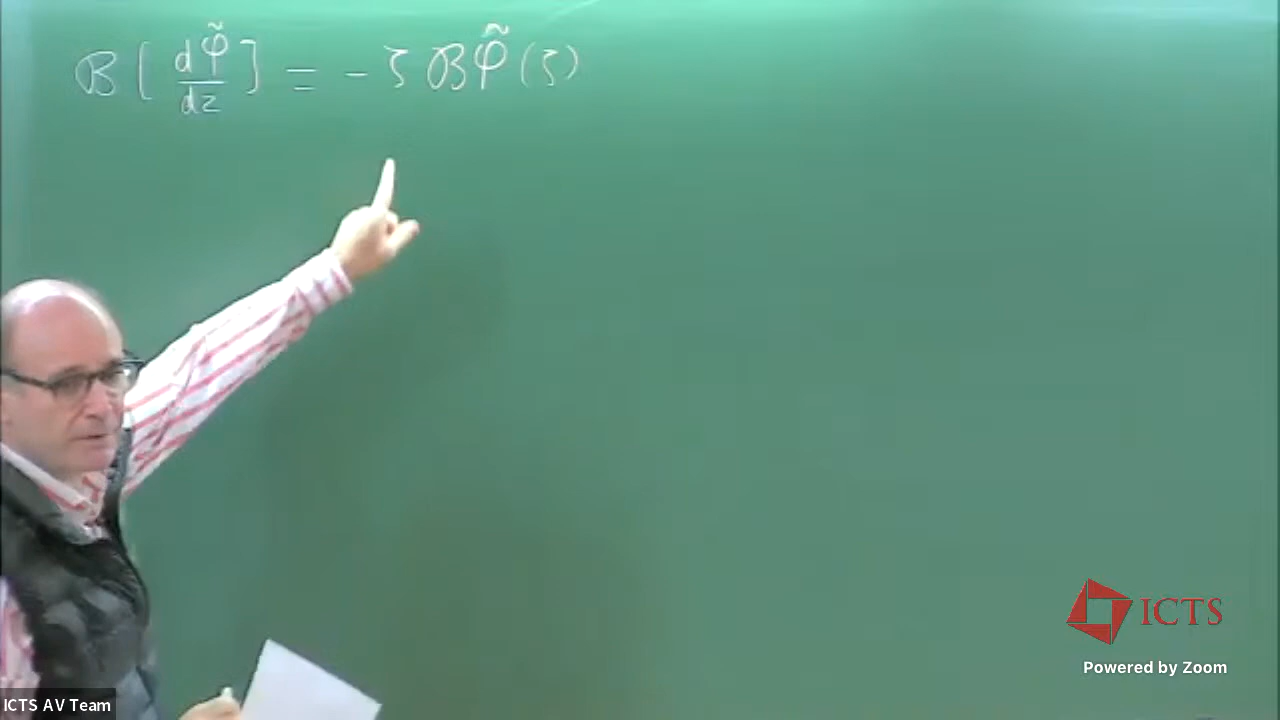 ℬ[dφ̃/dz] = -ζ ℬφ̃(ζ)
ICTS
Powered by Zoom
ICTS AV Team